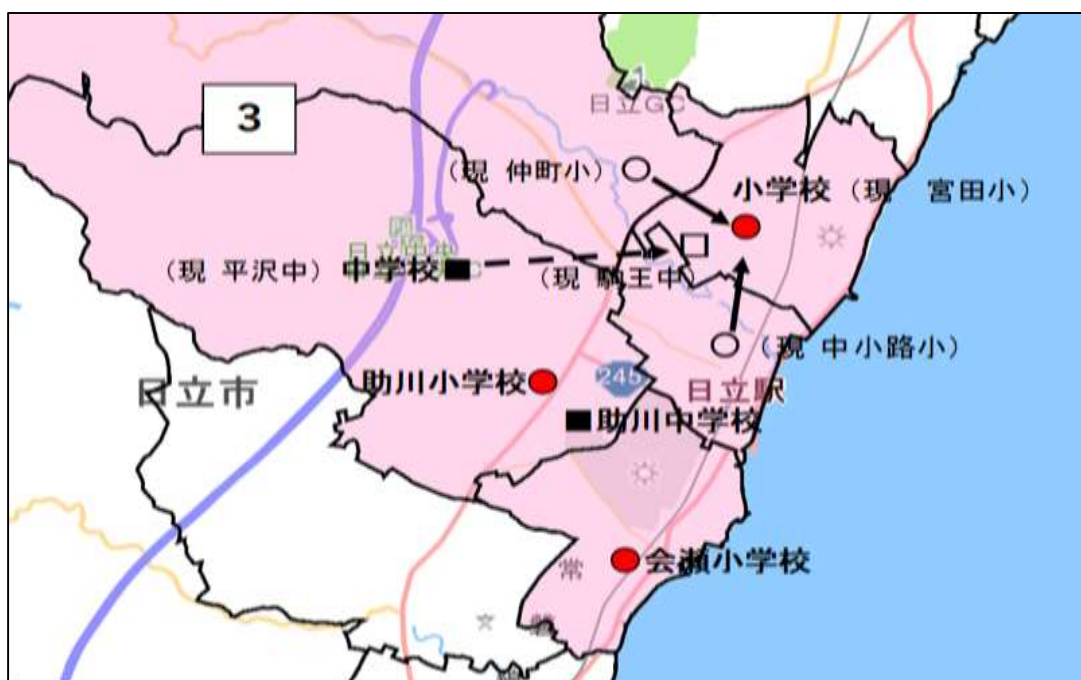 1
日立GC
3
(現 仲町小)
小学校(現 宮田小)
(現 平沢中)中学校
(現 駒王中)
(現 中小路小)
助川小学校
245
日立駅
日立市
助川中学校
会瀬小学校
常
磐